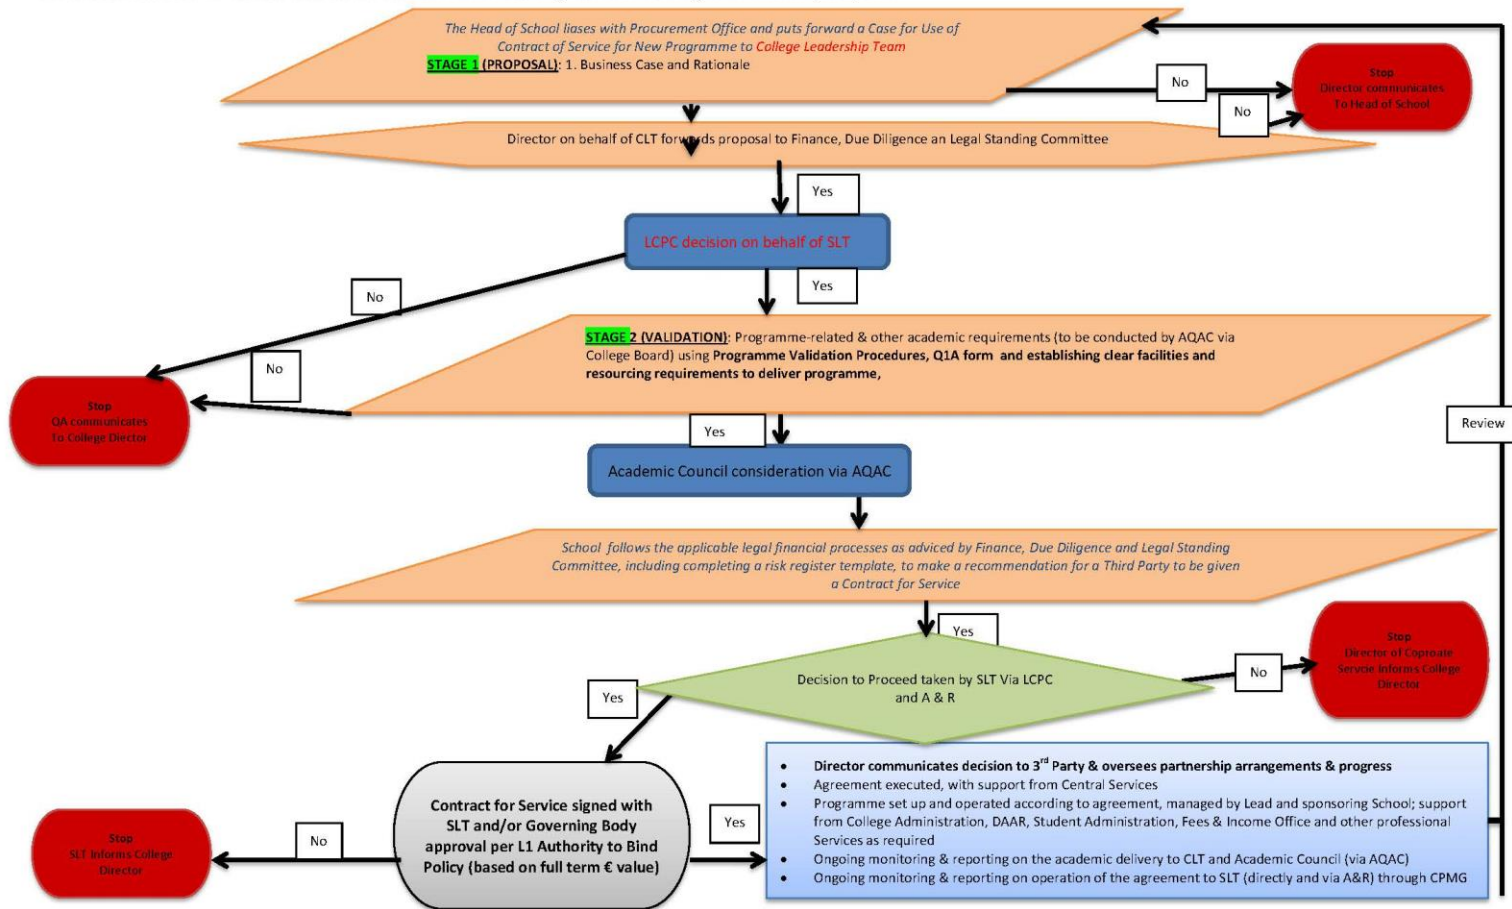 The Head of School liases with Procurement Office and puts forward a Case for Use of
Contract of Service for New Programme to College Leadership Team
STAGE 1 (PROPOSAL): 1. Business Case and Rationale
No
Stop
Director communicates
To Head of School
No
Director on behalf of CLT forwards proposal to Finance, Due Diligence an Legal Standing Committee
Yes
LCPC decision on behalf of SLT
Yes
No
STAGE 2 (VALIDATION): Programme-related & other academic requirements (to be conducted by AQAC via
College Board) using Programme Validation Procedures, Q1A form and establishing clear facilities and
resourcing requirements to deliver programme,
No
Stop
QA communicates
To College Diector
Yes
Review
Academic Council consideration via AQAC
School follows the applicable legal financial processes as adviced by Finance, Due Diligence and Legal Standing
Committee, including completing a risk register template, to make a recommendation for a Third Party to be given
a Contract for Service
Yes
Stop
Director of Coproate
Servcie Informs College
Director
No
Decision to Proceed taken by SLT Via LCPC
and A & R
Yes
Contract for Service signed with
SLT and/or Governing Body
approval per L1 Authority to Bind
Policy (based on full term € value)
Yes
No
Stop
SLT Informs College
Director
• Director communicates decision to 3rd Party & oversees partnership arrangements & progress
• Agreement executed, with support from Central Services
• Programme set up and operated according to agreement, managed by Lead and sponsoring School; support
from College Administration, DAAR, Student Administration, Fees & Income Office and other professional
Services as required
• Ongoing monitoring & reporting on the academic delivery to CLT and Academic Council (via AQAC)
• Ongoing monitoring & reporting on operation of the agreement to SLT (directly and via A&R) through CPMG